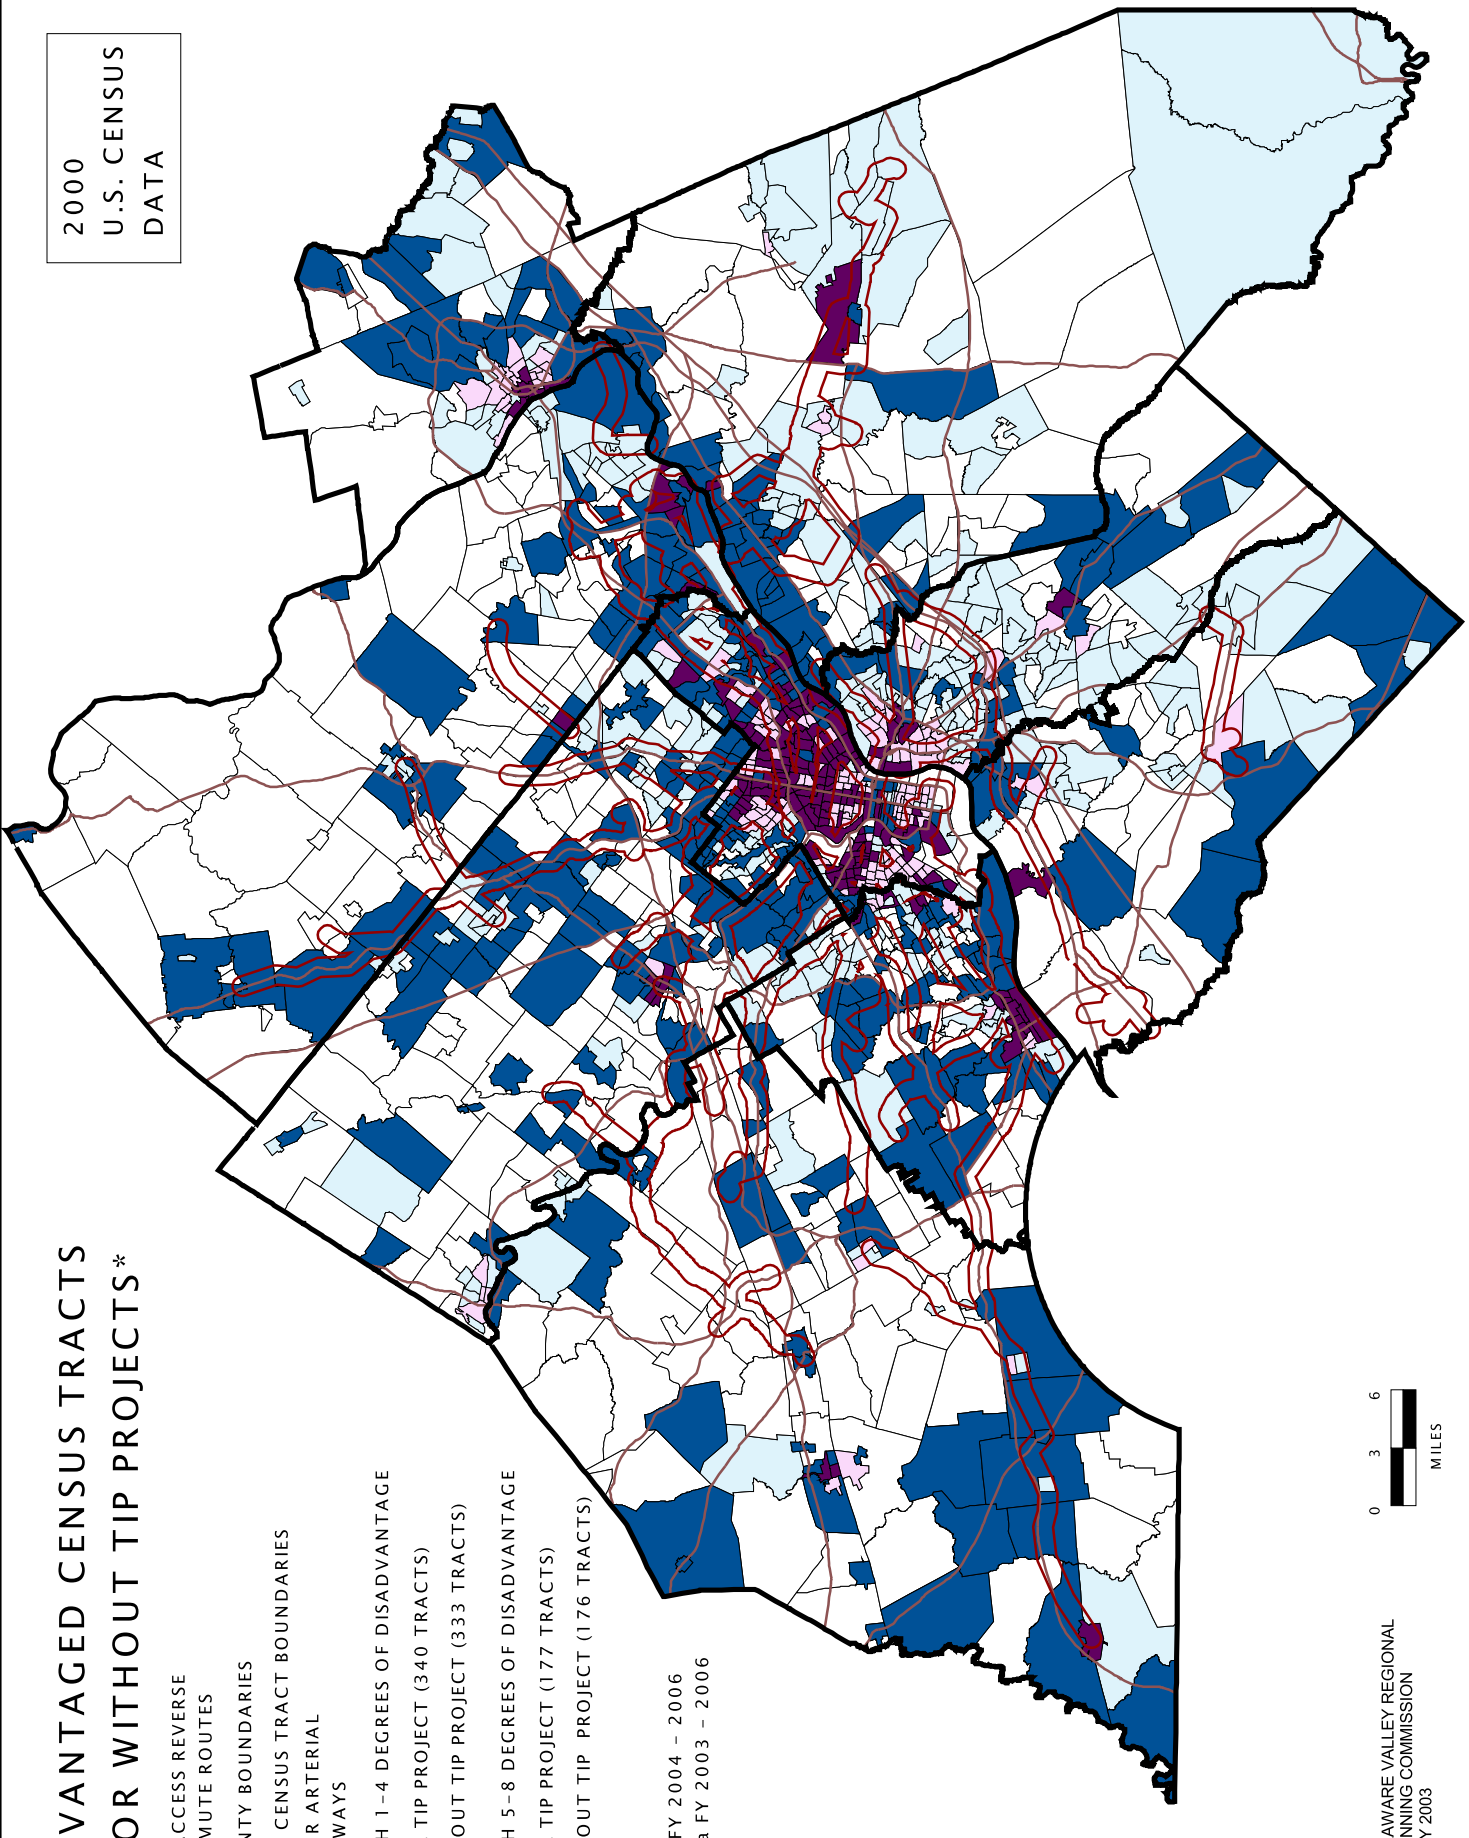 2000
U.S. CENSUS
DATA
VANTAGED CENSUS TRACTS
OR WITHOUT TIP PROJECTS*
CCESS REVERSE
MUTE ROUTES
NTY BOUNDARIES
CENSUS TRACT BOUNDARIES
R ARTERIAL
WAYS
H 1-4 DEGREES OF DISADVANTAGE
TIP PROJECT (340 TRACTS)
OUT TIP PROJECT (333 TRACTS)
H 5-8 DEGREES OF DISADVANTAGE
TIP PROJECT (177 TRACTS)
OUT TIP PROJECT (176 TRACTS)
FY 2004 - 2006
a FY 2003 - 2006
0 3 6
MILES
AWARE VALLEY REGIONAL
NNING COMMISSION
Y 2003